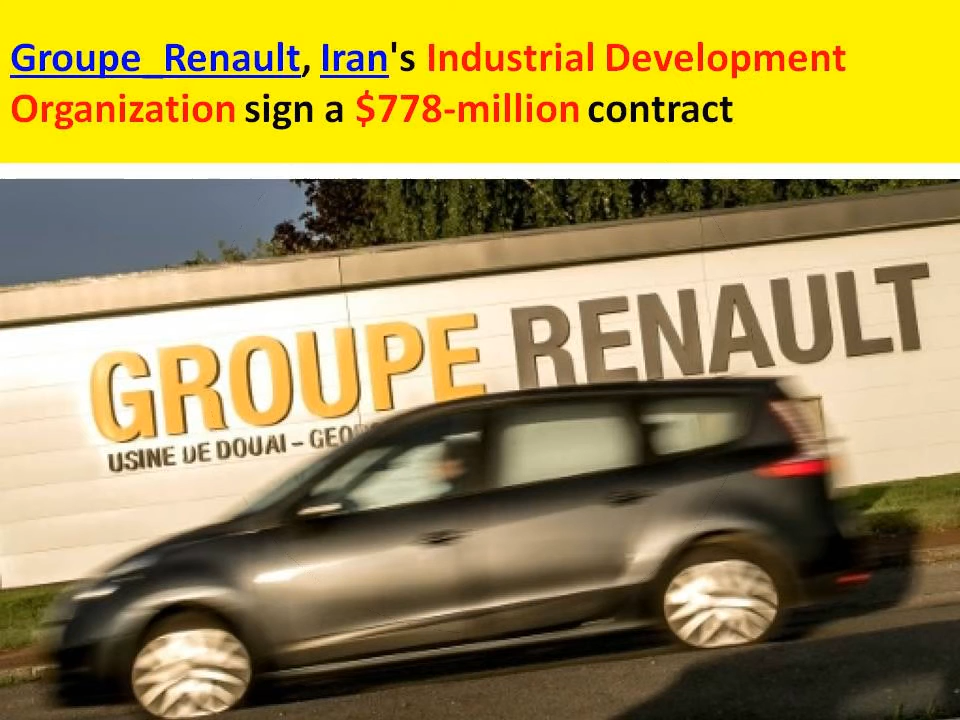 Groupe_Renault, Iran's Industrial Development
Organization sign a $778-million contract
GROUPE RENAULT
USINE DE DOUAI –